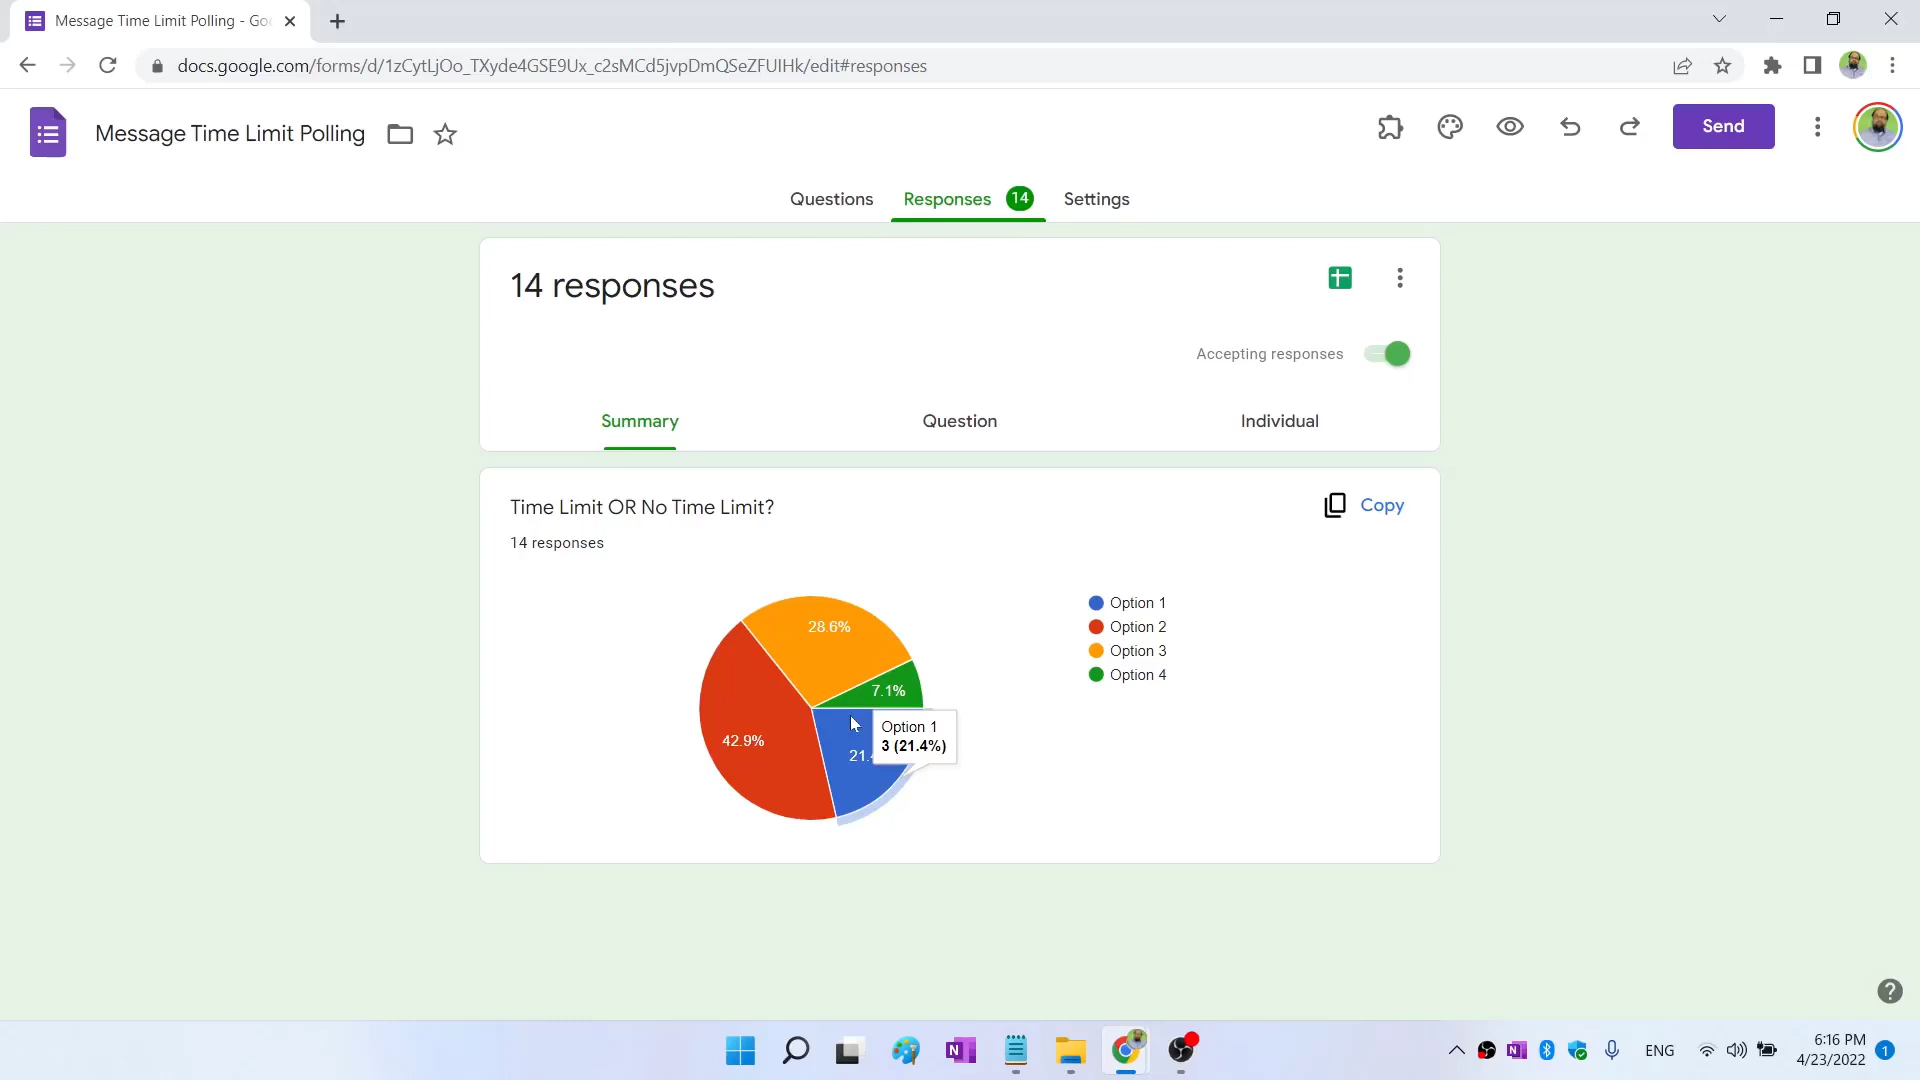 Message Time Limit Polling - Goo
docs.google.com/forms/d/1zCytLjOo_TXyde4GSE9Ux_c2sMCd5jvpDmQSeZFUIHk/edit#responses
Message Time Limit Polling
Send
Questions
Responses 14
Settings
14 responses
Accepting responses
Summary
Question
Individual
Time Limit OR No Time Limit?
Copy
14 responses
28.6%
7.1%
42.9%
21.
Option 1
3 (21.4%)
Option 1
Option 2
Option 3
Option 4
ENG
6:16 PM
4/23/2022
1